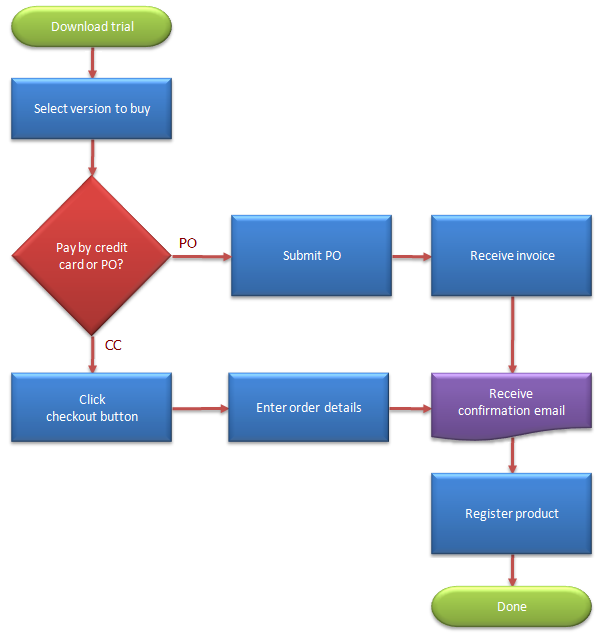 Download trial
Select version to buy
Pay by credit
card or PO?
PO
Submit PO
Receive invoice
CC
Click
checkout button
Enter order details
Receive
confirmation email
Register product
Done